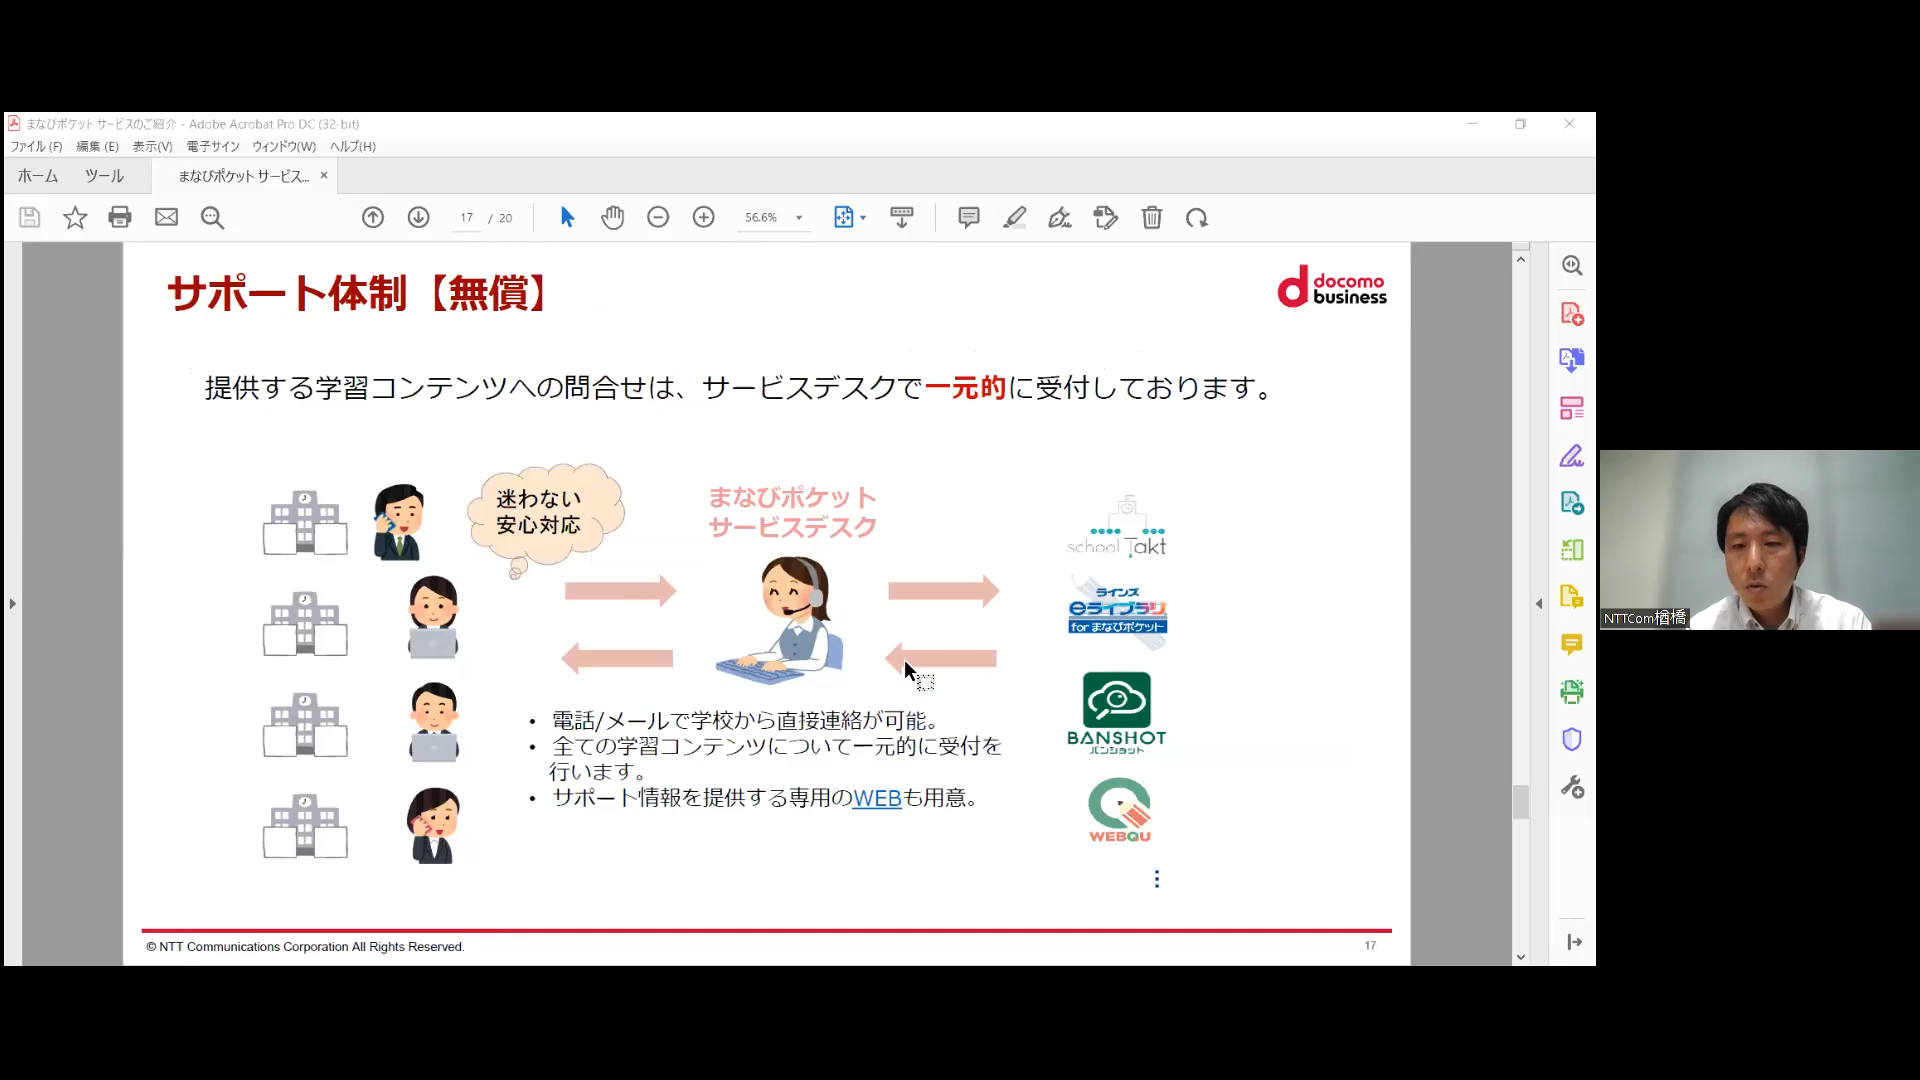 まなびポケット サービスのご紹介 - Adobe Acrobat Pro DC (32-bit)
ファイル(F) 編集(E) 表示(V) 電子サイン ウィンドウ(W) ヘルプ(H)
ホーム ツール まなびポケット サービス... ×
17 / 20 56.6%
サポート体制【無償】
docomo
business
提供する学習コンテンツへの問合せは、サービスデスクで一元的に受付しております。
迷わない
安心対応
まなびポケット
サービスデスク
school Takt
ラインズ
eライブラリ
for まなびポケット
BANSHOT
バンショット
WEBQU
• 電話/メールで学校から直接連絡が可能。
• 全ての学習コンテンツについて一元的に受付を
行います。
• サポート情報を提供する専用のWEBも用意。
© NTT Communications Corporation All Rights Reserved.
17
NTTCom楢橋